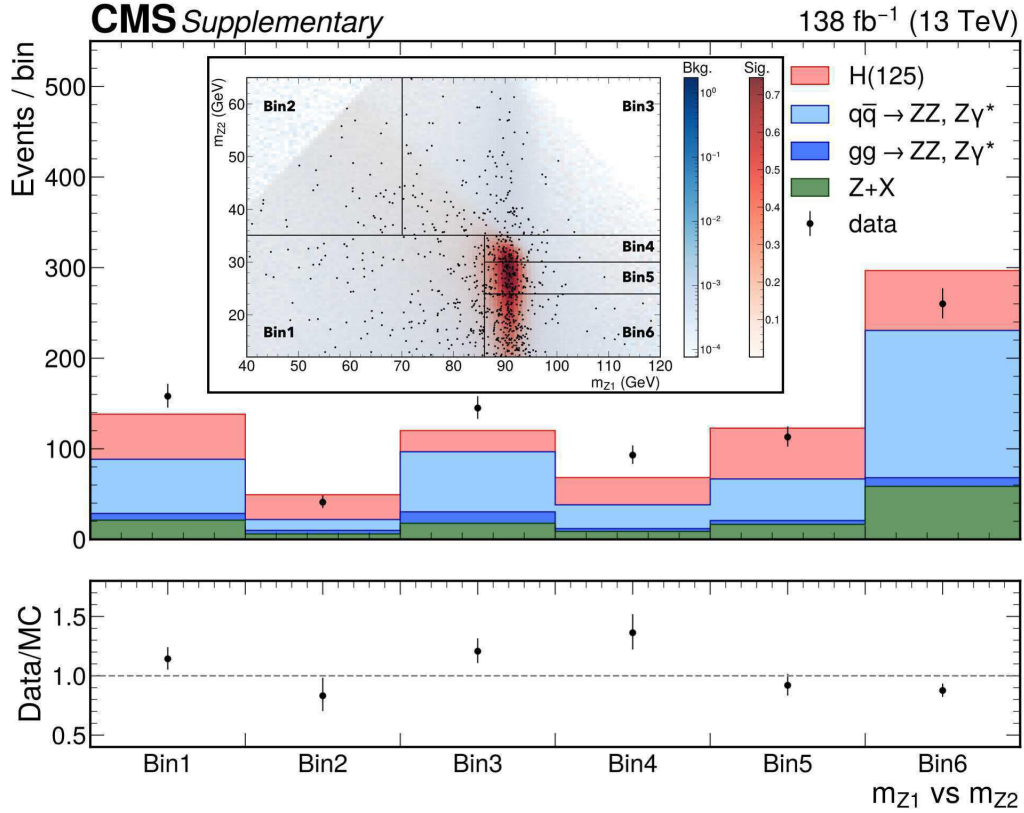 CMS Supplementary
138 fb⁻¹ (13 TeV)
Events / bin
500
400
300
200
100
0
H(125)
qq̄ → ZZ, Zγ*
gg → ZZ, Zγ*
Z+X
data
m_Z2 (GeV)
60
50
40
30
20
Bin2
Bin3
Bin4
Bin5
Bin1
Bin6
40 50 60 70 80 90 100 110 120
m_Z1 (GeV)
Bkg.
10⁰
10⁻¹
10⁻²
10⁻³
10⁻⁴
Sig.
0.7
0.6
0.5
0.4
0.3
0.2
0.1
Data/MC
1.5
1.0
0.5
Bin1 Bin2 Bin3 Bin4 Bin5 Bin6
m_Z1 vs m_Z2